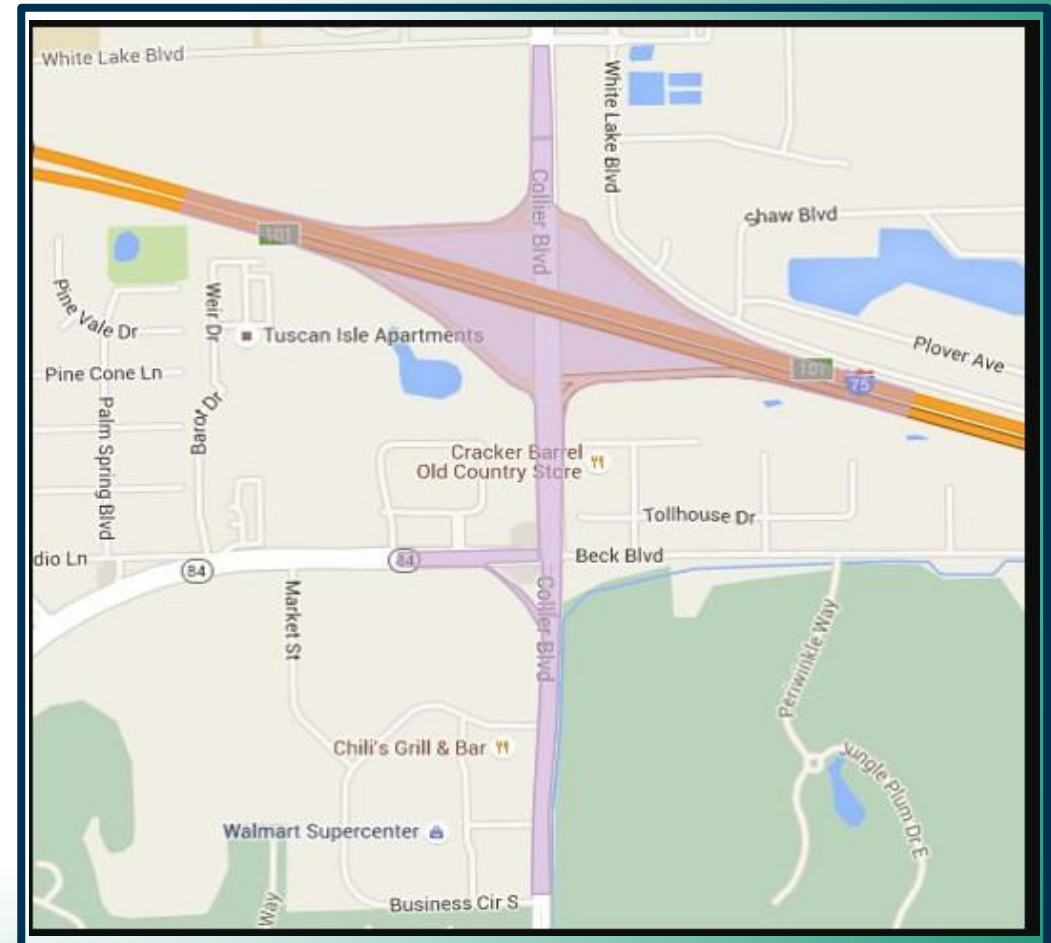 White Lake Blvd
White Lake Blvd
Collier Blvd
Shaw Blvd
101
Pine Vale Dr
Weir Dr
Tuscan Isle Apartments
Plover Ave
Pine Cone Ln
101
75
Palm Spring Blvd
Barot Dr
Cracker Barrel
Old Country Store
Tollhouse Dr
dio Ln
84
84
Beck Blvd
Market St
Collier Blvd
Periwinkle Way
Chili's Grill & Bar
Jungle Plum Dr E
Walmart Supercenter
Way
Business Cir S